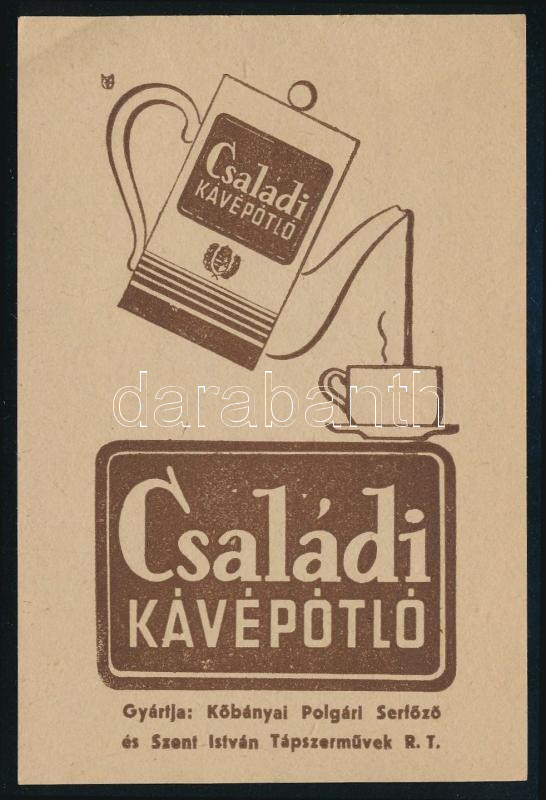 Családi
KÁVÉPÓTLÓ
darabanth
Családi
KÁVÉPÓTLÓ
Gyártja: Kőbányai Polgári Serfőző
és Szent István Tápszerművek R. T.